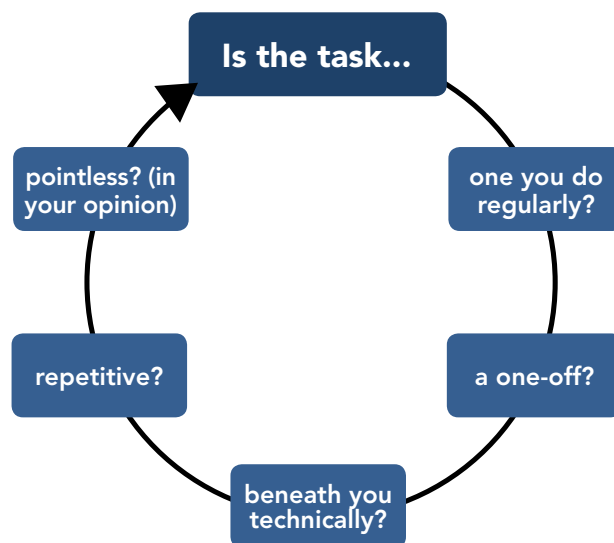 Is the task...
one you do
regularly?
a one-off?
beneath you
technically?
repetitive?
pointless? (in
your opinion)